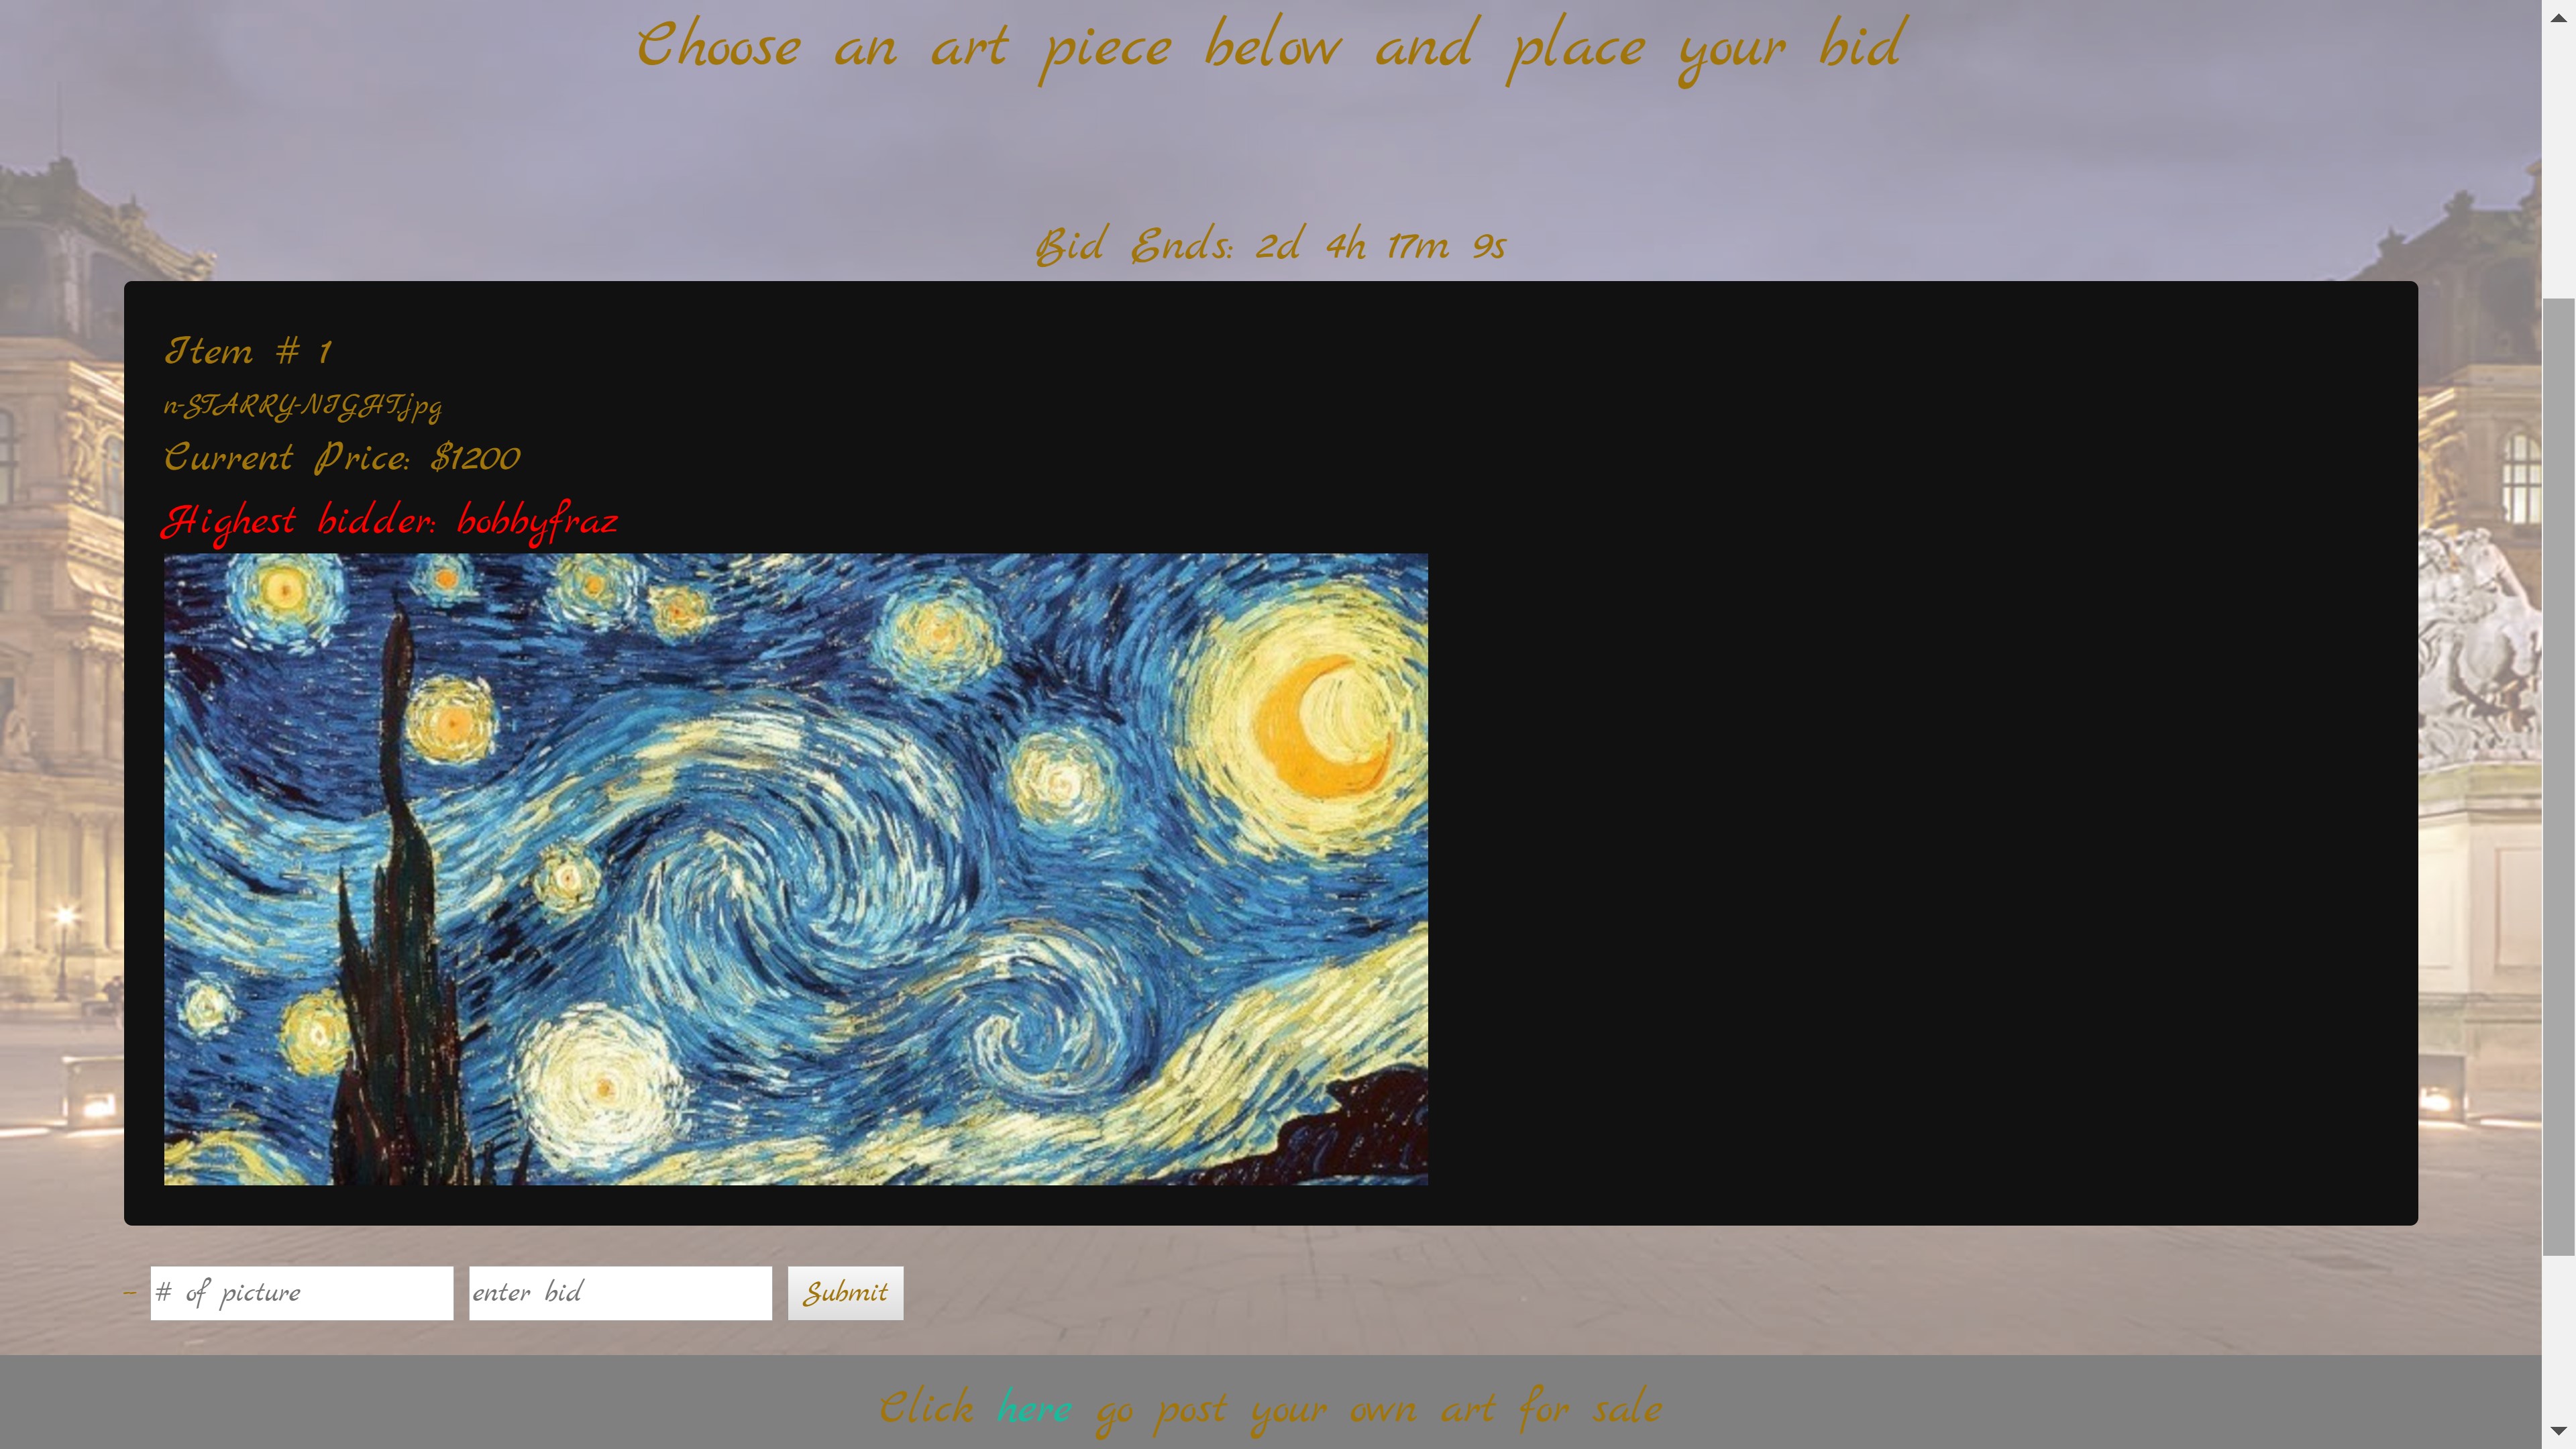 Choose an art piece below and place your bid
Bid Ends: 2d 4h 17m 9s
Item # 1
n-STARRY-NIGHT.jpg
Current Price: $1200
Highest bidder: bobbyfraz
- # of picture enter bid Submit
Click here go post your own art for sale